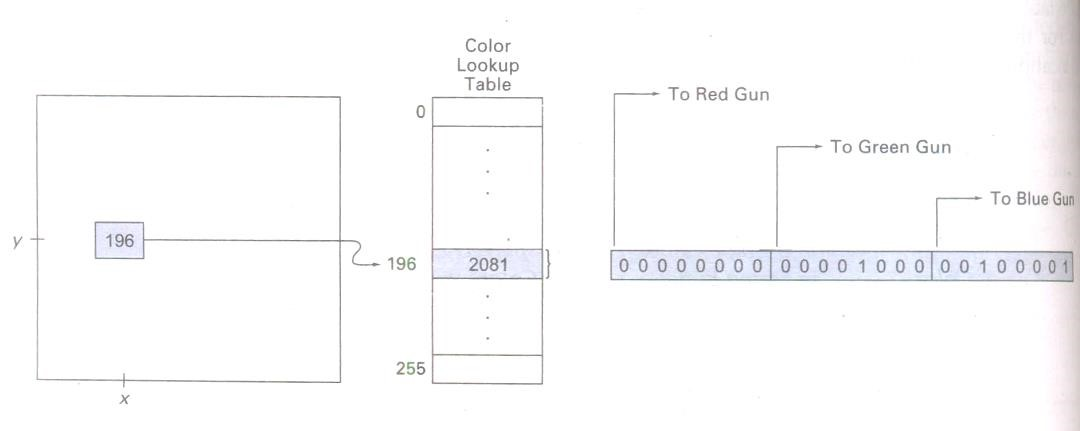 Color
Lookup
Table
0
To Red Gun
To Green Gun
To Blue Gun
y
196
196
2081
0 0 0 0 0 0 0 0 0 0 0 0 1 0 0 0 0 0 1 0 0 0 0 1
255
x